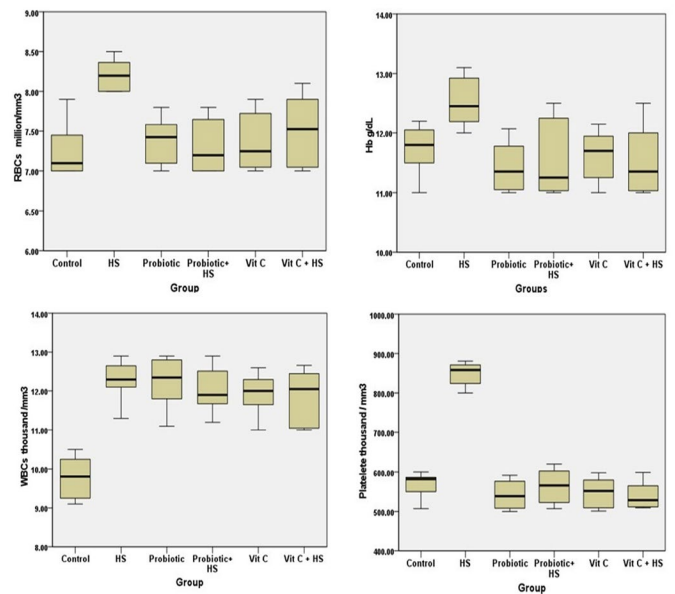 9.00
8.50
8.00
7.50
7.00
6.50
6.00
RBCs million/mm3
Control HS Probiotic Probiotic+ HS Vit C Vit C + HS
Group
14.00
13.00
12.00
11.00
10.00
Hb g/dL
Control HS Probiotic Probiotic+ HS Vit C Vit C + HS
Groups
14.00
13.00
12.00
11.00
10.00
9.00
8.00
WBCs thousand/mm3
Control HS Probiotic Probiotic+ HS Vit C Vit C + HS
Group
1000.00
900.00
800.00
700.00
600.00
500.00
400.00
Platelete thousand / mm3
Control HS Probiotic Probiotic+ HS Vit C Vit C + HS
Group